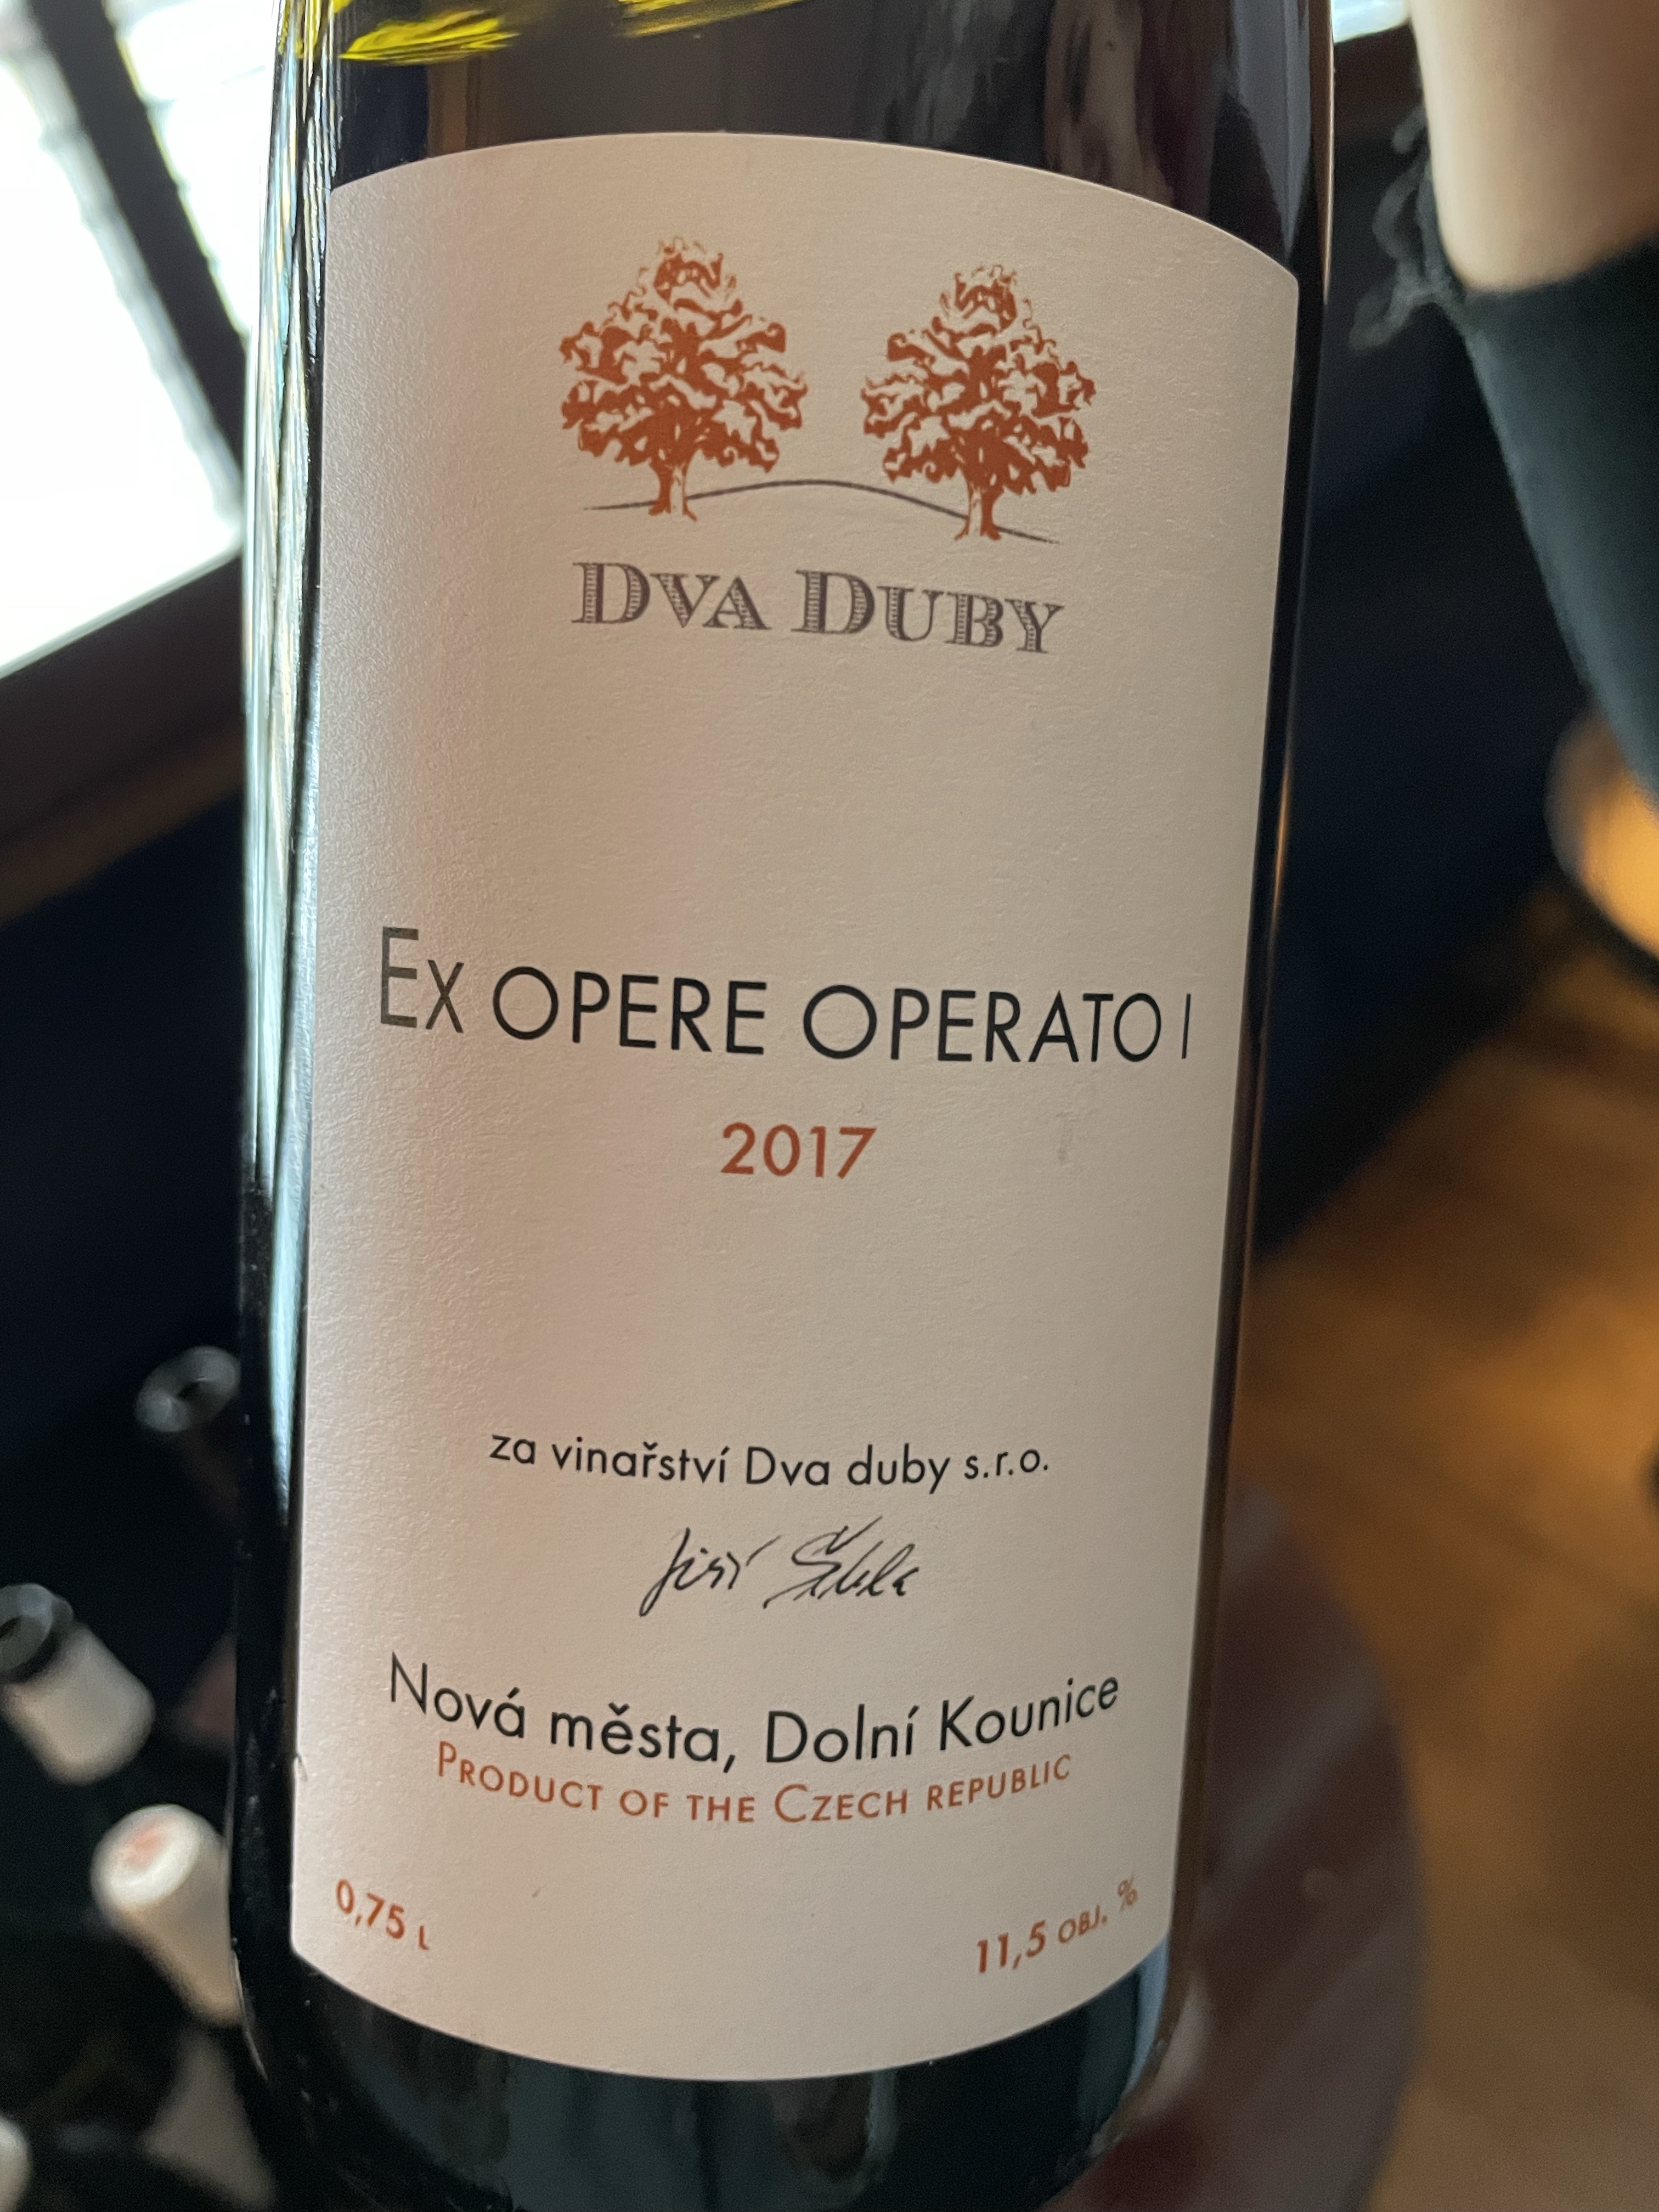 DVA DUBY
EX OPERE OPERATO I
2017
za vinařství Dva duby s.r.o.
Nová města, Dolní Kounice
PRODUCT OF THE CZECH REPUBLIC
0,75 L
11,5 OBJ. %